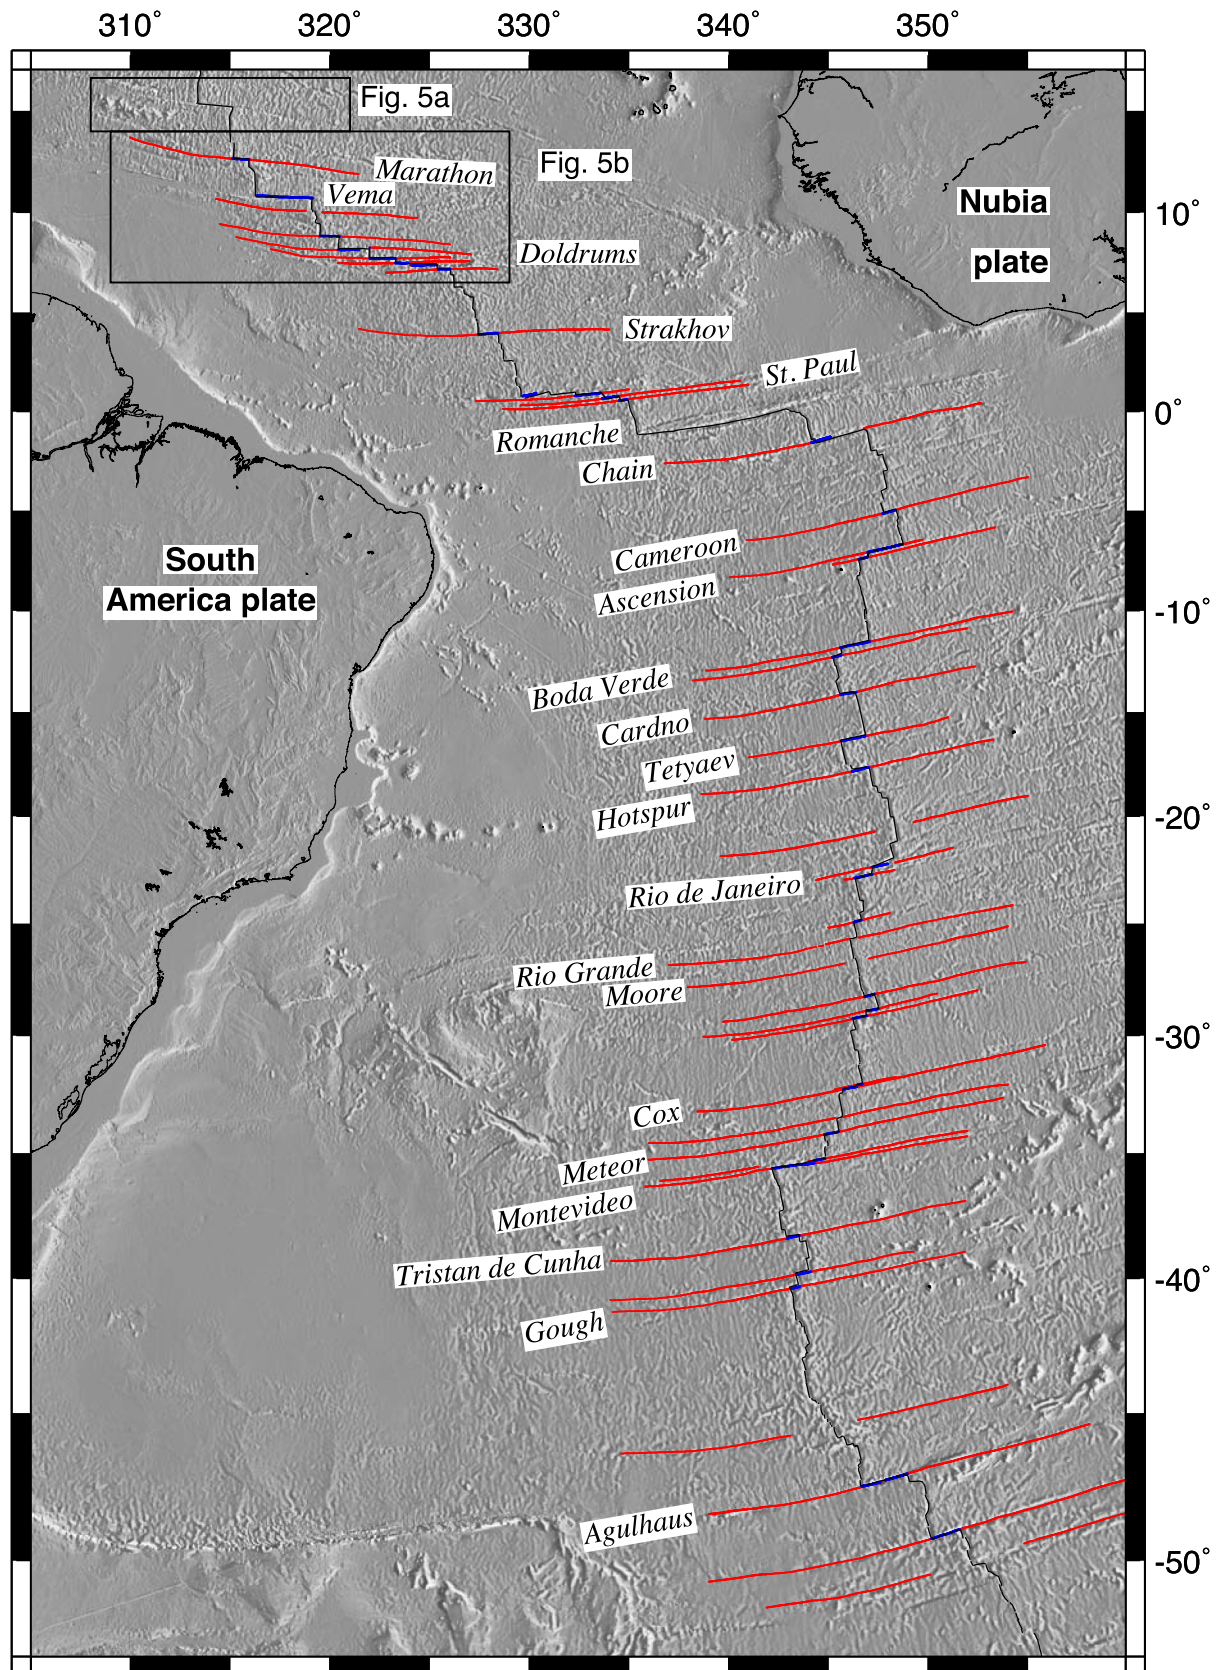 310° 320° 330° 340° 350°
Fig. 5a
Marathon
Fig. 5b
Vema
Nubia
plate
10°
Doldrums
Strakhov
St. Paul
0°
Romanche
Chain
South
America plate
Cameroon
Ascension
-10°
Boda Verde
Cardno
Tetyaev
Hotspur
-20°
Rio de Janeiro
Rio Grande
Moore
-30°
Cox
Meteor
Montevideo
Tristan de Cunha
-40°
Gough
Agulhaus
-50°